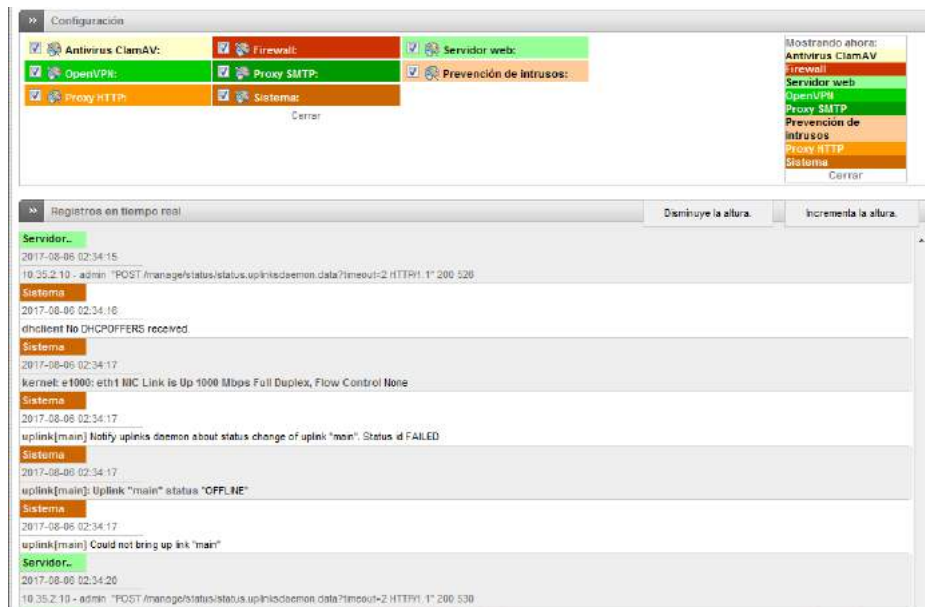 » Configuración
Antivirus ClamAV: Firewall: Servidor web:
OpenVPN: Proxy SMTP: Prevención de intrusos:
Proxy HTTP: Sistema:
Cerrar
Mostrando ahora:
Antivirus ClamAV
Firewall
Servidor web
OpenVPN
Proxy SMTP
Prevención de
intrusos
Proxy HTTP
Sistema
Cerrar
» Registros en tiempo real Disminuye la altura. Incrementa la altura.
Servidor...
2017-08-06 02:34:15
10.35.2.10 - admin "POST /manage/status/status.uplinksdaemon.data?timeout=2 HTTP/1.1" 200 526
Sistema
2017-08-06 02:34:16
dhclient No DHCPOFFERS received.
Sistema
2017-08-06 02:34:17
kernel: e1000: eth1 NIC Link is Up 1000 Mbps Full Duplex, Flow Control None
Sistema
2017-08-06 02:34:17
uplink[main] Notify uplinks daemon about status change of uplink "main". Status id FAILED
Sistema
2017-08-06 02:34:17
uplink[main]: Uplink "main" status "OFFLINE"
Sistema
2017-08-06 02:34:17
uplink[main] Could not bring up link "main"
Servidor...
2017-08-06 02:34:20
10.35.2.10 - admin "POST /manage/status/status.uplinksdaemon.data?timeout=2 HTTP/1.1" 200 530